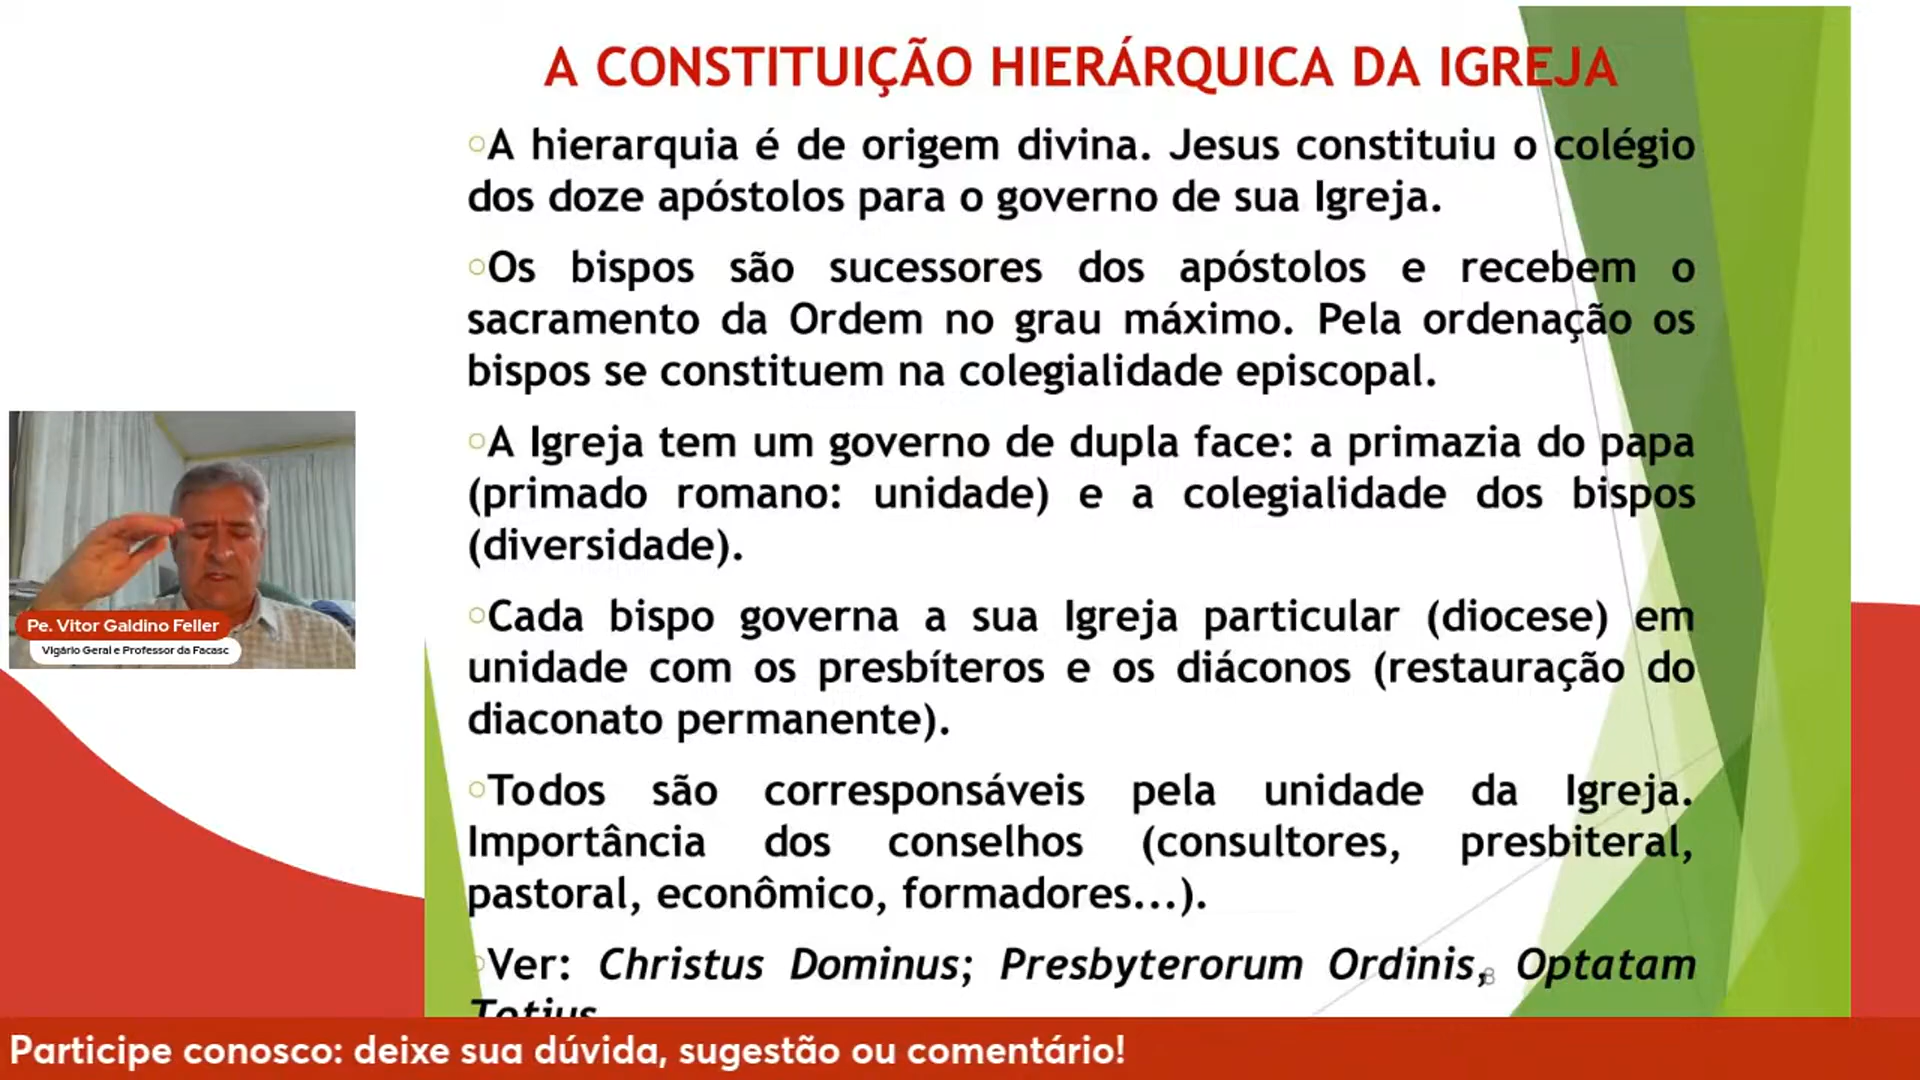 A CONSTITUIÇÃO HIERÁRQUICA DA IGREJA
A hierarquia é de origem divina. Jesus constituiu o colégio
dos doze apóstolos para o governo de sua Igreja.
Os bispos são sucessores dos apóstolos e recebem o
sacramento da Ordem no grau máximo. Pela ordenação os
bispos se constituem na colegialidade episcopal.
A Igreja tem um governo de dupla face: a primazia do papa
(primado romano: unidade) e a colegialidade dos bispos
(diversidade).
Cada bispo governa a sua Igreja particular (diocese) em
unidade com os presbíteros e os diáconos (restauração do
diaconato permanente).
Todos são corresponsáveis pela unidade da Igreja.
Importância dos conselhos (consultores, presbiteral,
pastoral, econômico, formadores...).
Ver: Christus Dominus; Presbyterorum Ordinis, Optatam
Totius
8
Pe. Vitor Galdino Feller
Vigário Geral e Professor da Facasc
Participe conosco: deixe sua dúvida, sugestão ou comentário!